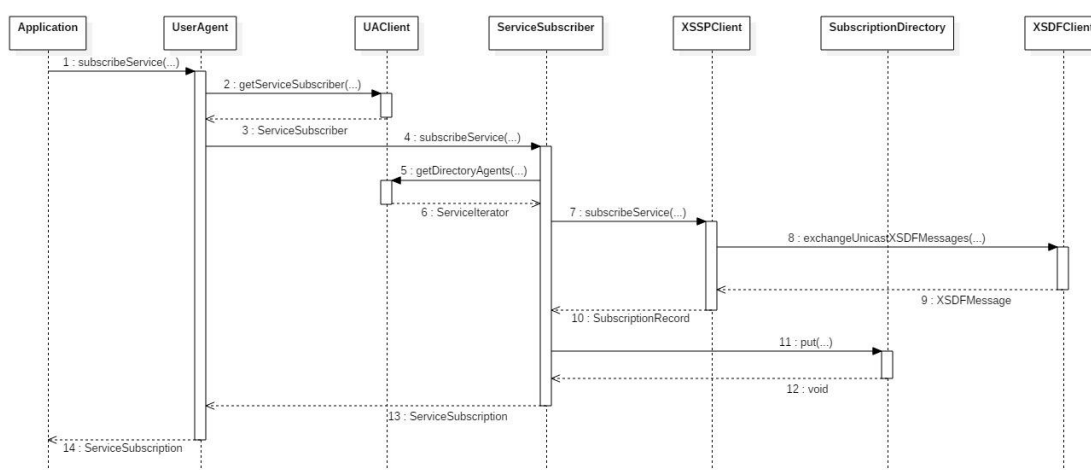 Application
UserAgent
UAClient
ServiceSubscriber
XSSPClient
SubscriptionDirectory
XSDFClient
1 : subscribeService(...)
2 : getServiceSubscriber(...)
3 : ServiceSubscriber
4 : subscribeService(...)
5 : getDirectoryAgents(...)
6 : ServiceIterator
7 : subscribeService(...)
8 : exchangeUnicastXSDFMessages(...)
9 : XSDFMessage
10 : SubscriptionRecord
11 : put(...)
12 : void
13 : ServiceSubscription
14 : ServiceSubscription